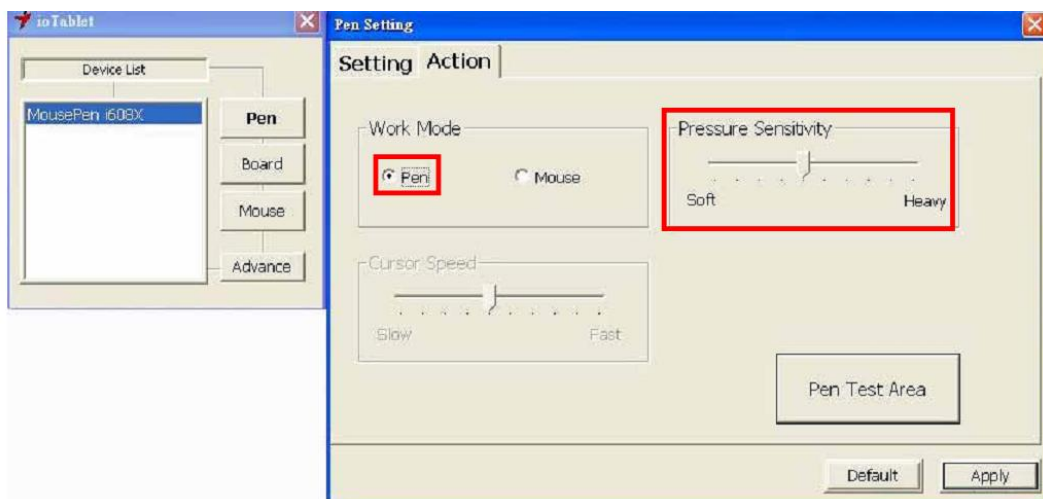 ioTablet
Device List
MousePen i608X
Pen
Board
Mouse
Advance
Pen Setting
Setting Action
Work Mode
Pen Mouse
Pressure Sensitivity
Soft Heavy
Cursor Speed
Slow Fast
Pen Test Area
Default Apply